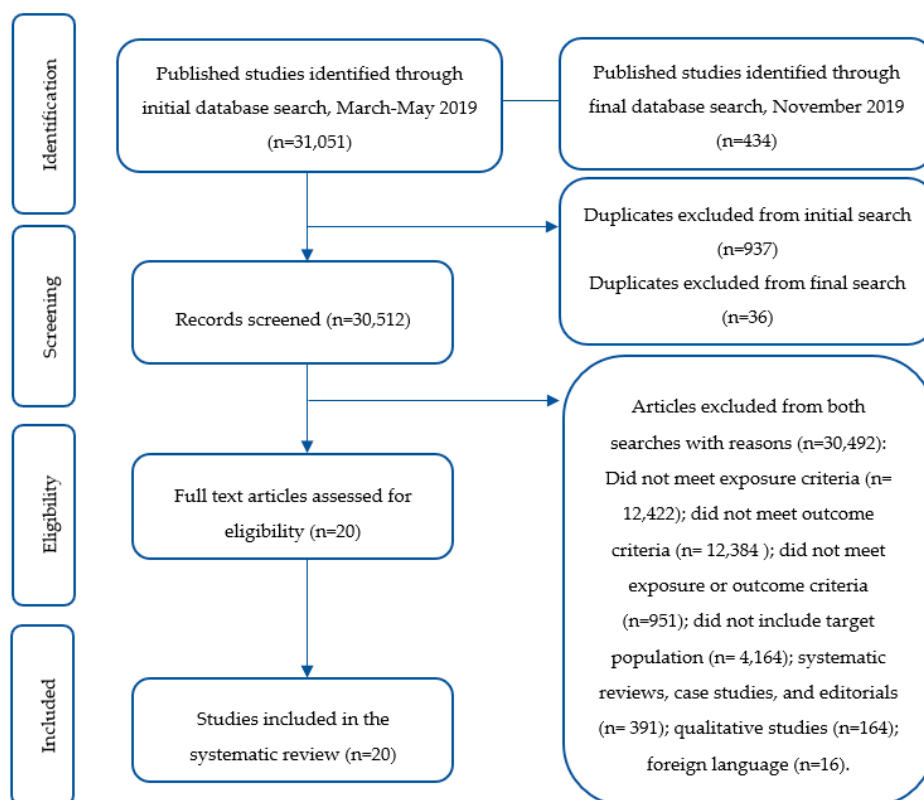 Identification
Published studies identified through
initial database search, March-May 2019
(n=31,051)
Published studies identified through
final database search, November 2019
(n=434)
Duplicates excluded from initial search
(n=937)
Duplicates excluded from final search
(n=36)
Screening
Records screened (n=30,512)
Articles excluded from both
searches with reasons (n=30,492):
Did not meet exposure criteria (n=
12,422); did not meet outcome
criteria (n= 12,384 ); did not meet
exposure or outcome criteria
(n=951); did not include target
population (n= 4,164); systematic
reviews, case studies, and editorials
(n= 391); qualitative studies (n=164);
foreign language (n=16).
Eligibility
Full text articles assessed for
eligibility (n=20)
Included
Studies included in the
systematic review (n=20)